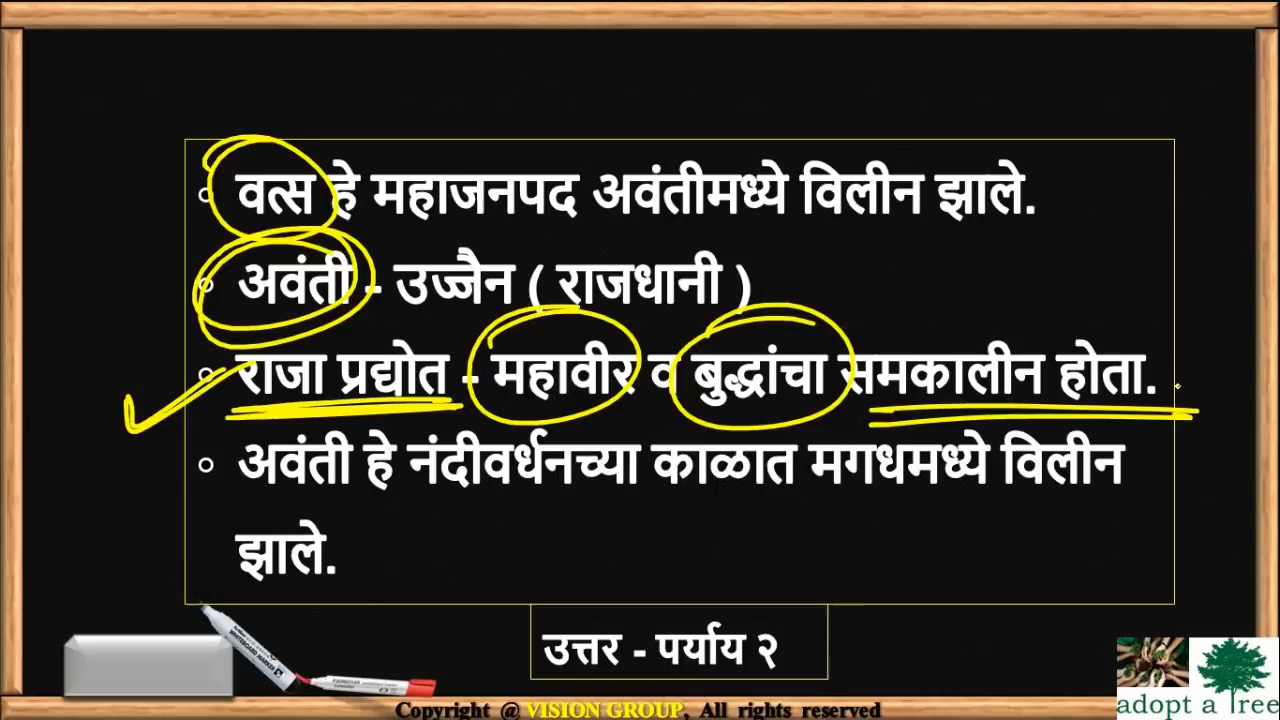 वत्स हे महाजनपद अवंतीमध्ये विलीन झाले.
अवंती - उज्जैन ( राजधानी )
राजा प्रद्योत - महावीर व बुद्धांचा समकालीन होता.
अवंती हे नंदीवर्धनच्या काळात मगधमध्ये विलीन
झाले.
उत्तर - पर्याय २
adopt a Tree
Copyright @ VISION GROUP, All rights reserved